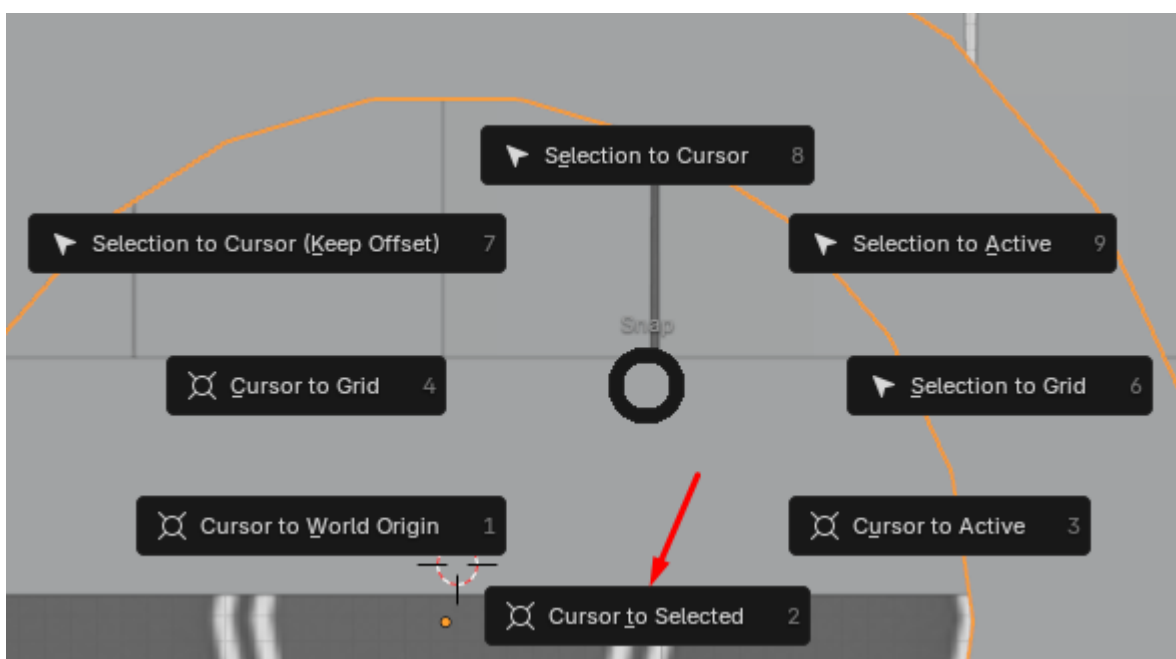 Selection to Cursor 8
Selection to Cursor (Keep Offset) 7
Selection to Active 9
Snap
Cursor to Grid 4
Selection to Grid 6
Cursor to World Origin 1
Cursor to Active 3
Cursor to Selected 2